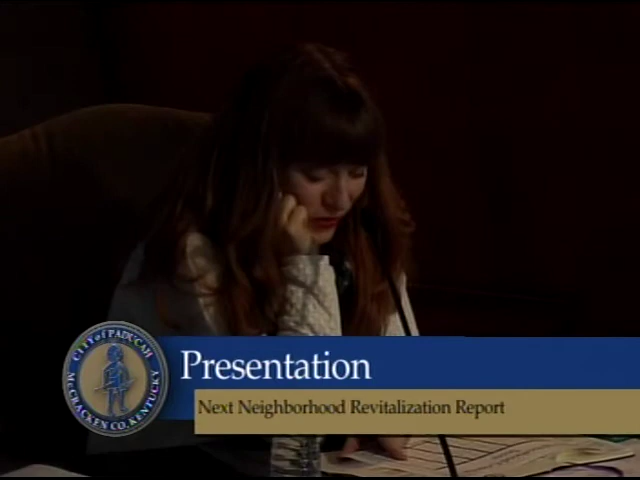 CITY of PADUCAH
McCRACKEN CO. KENTUCKY
Presentation
Next Neighborhood Revitalization Report